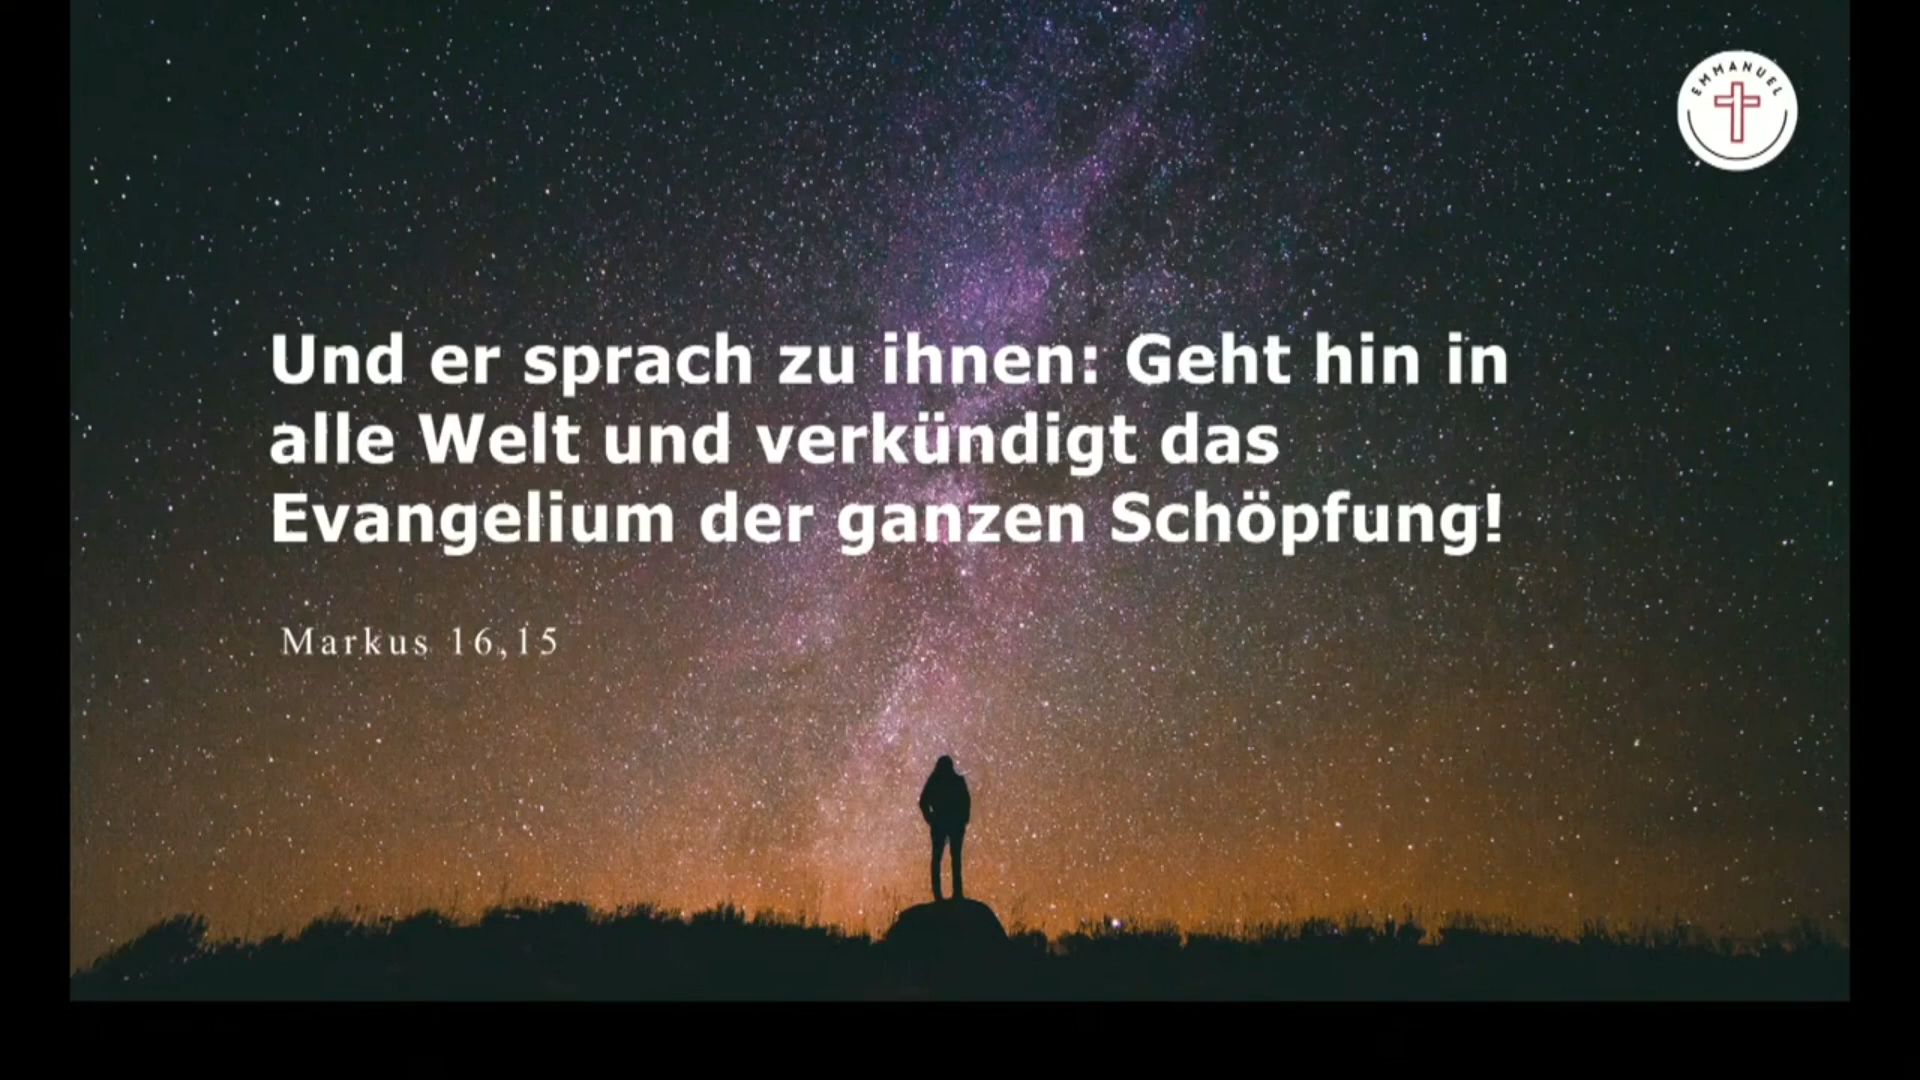 EMMANUEL
Und er sprach zu ihnen: Geht hin in
alle Welt und verkündigt das
Evangelium der ganzen Schöpfung!
Markus 16,15